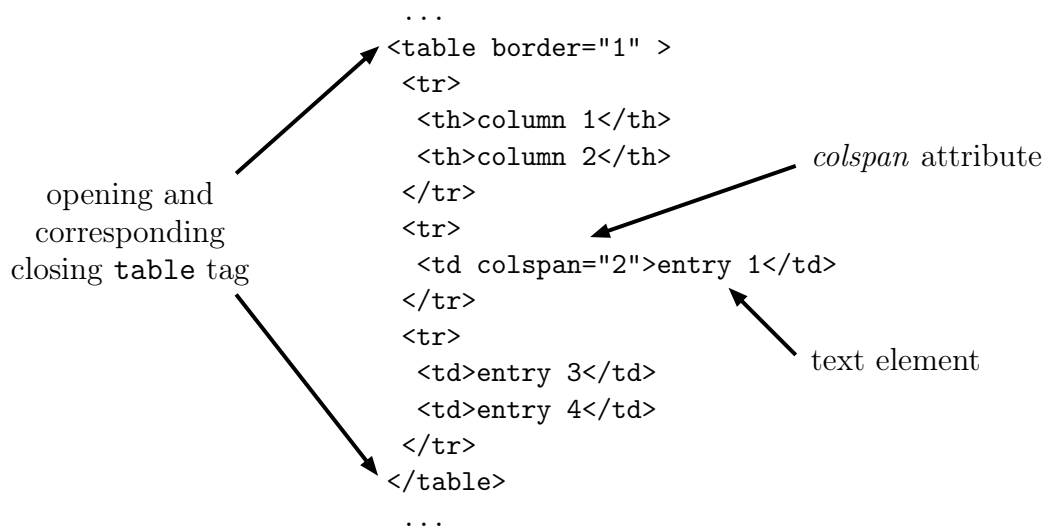 ...
<table border="1" >
<tr>
<th>column 1</th>
<th>column 2</th>
</tr>
<tr>
<td colspan="2">entry 1</td>
</tr>
<tr>
<td>entry 3</td>
<td>entry 4</td>
</tr>
</table>
...
opening and
corresponding
closing table tag
colspan attribute
text element